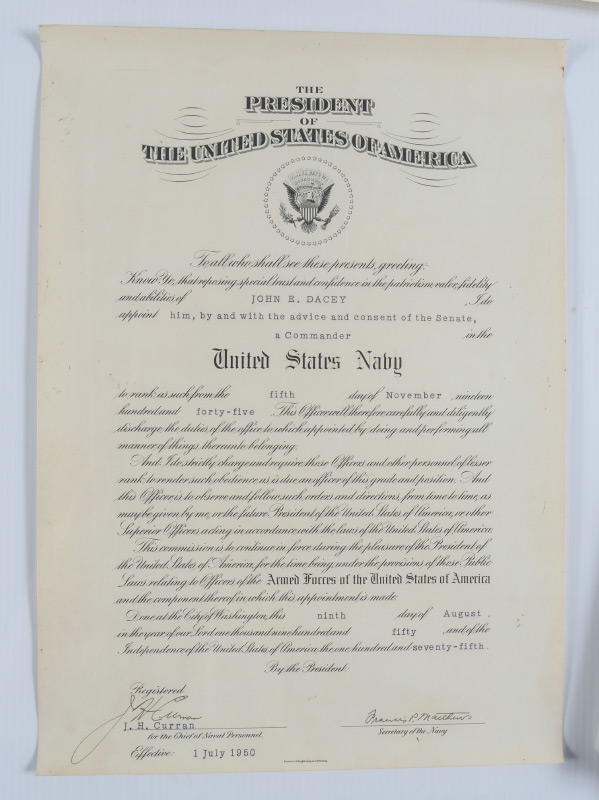 THE
PRESIDENT
OF
THE UNITED STATES OF AMERICA
To all who shall see these presents, greeting:
Know Ye, that reposing special trust and confidence in the patriotism, valor, fidelity
and abilities of JOHN E. DACEY , I do
appoint him, by and with the advice and consent of the Senate,
a Commander in the
United States Navy
to rank as such from the fifth day of November , nineteen
hundred and forty-five . This Officer will therefore carefully and diligently
discharge the duties of the office to which appointed by doing and performing all
manner of things thereunto belonging.
And I do strictly charge and require those Officers and other personnel of lesser
rank to render such obedience as is due an officer of this grade and position. And
this Officer is to observe and follow such orders and directions, from time to time, as
may be given by me, or the future President of the United States of America, or other
Superior Officers acting in accordance with the laws of the United States of America.
This commission is to continue in force during the pleasure of the President of
the United States of America, for the time being, under the provisions of those Public
Laws relating to Officers of the Armed Forces of the United States of America
and the component thereof in which this appointment is made.
Done at the City of Washington, this ninth day of August ,
in the year of our Lord one thousand nine hundred and fifty , and of the
Independence of the United States of America the one hundred and seventy-fifth.
By the President:
Registered
J H Curran
J. H. Curran
for the Chief of Naval Personnel.
Francis P. Matthews
Secretary of the Navy
Effective: 1 July 1950